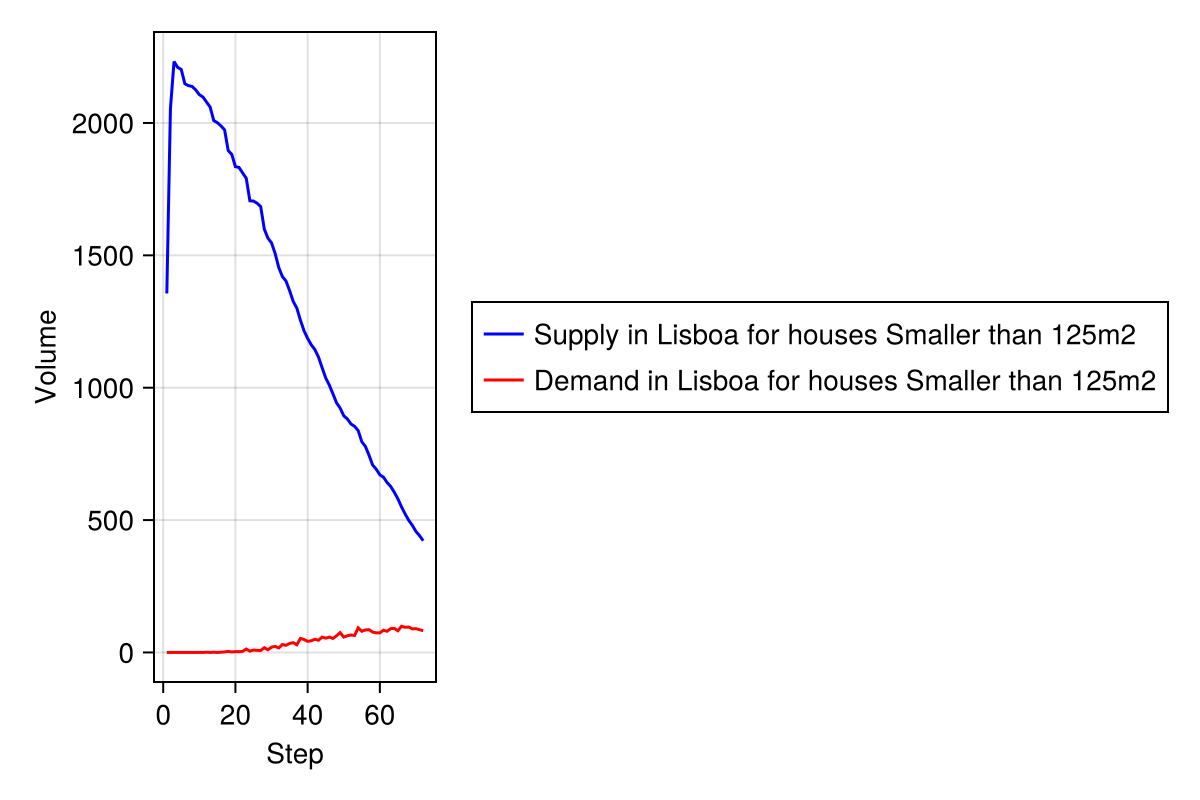 2000
1500
1000
500
0
Volume
0 20 40 60
Step
Supply in Lisboa for houses Smaller than 125m2
Demand in Lisboa for houses Smaller than 125m2